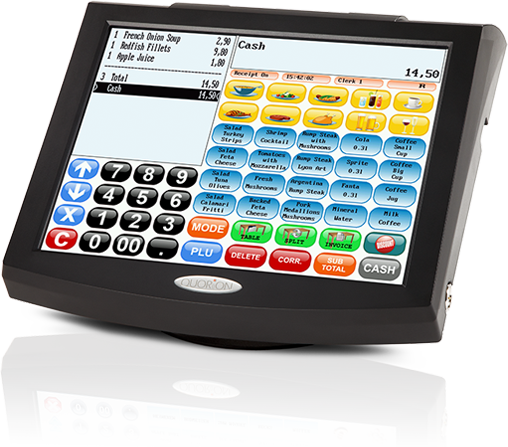 1 French Onion Soup 2,90
1 Redfish Fillets 9,80
1 Apple Juice 1,80
3 Total 14,50
Cash 14,50
Cash
14,50
Receipt On 15:42:02 Clerk 1 R
Salad Turkey Strips
Shrimp Cocktail
Rump Steak with Mushrooms
Cola 0.31
Coffee Small Cup
Salad Feta Cheese
Tomatoes with Mozzarella
Rump Steak Lyon Art
Sprite 0.31
Coffee Big Cup
Salad Tuna Olives
Fresh Mushrooms
Argentina Rump Steak
Fanta 0.31
Coffee Jug
Salad Calamari Fritti
Backed Feta Cheese
Pork Medallions Mushrooms
Mineral Water
Milk Coffee
7 8 9
4 5 6
X 1 2 3 MODE TABLE SPLIT INVOICE DISCOUNT
C 0 00 . PLU DELETE CORR. SUB TOTAL CASH
QUORION